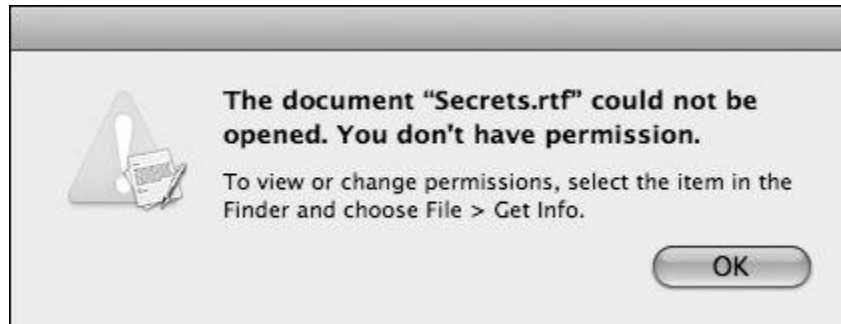 The document “Secrets.rtf” could not be
opened. You don't have permission.
To view or change permissions, select the item in the
Finder and choose File > Get Info.
OK